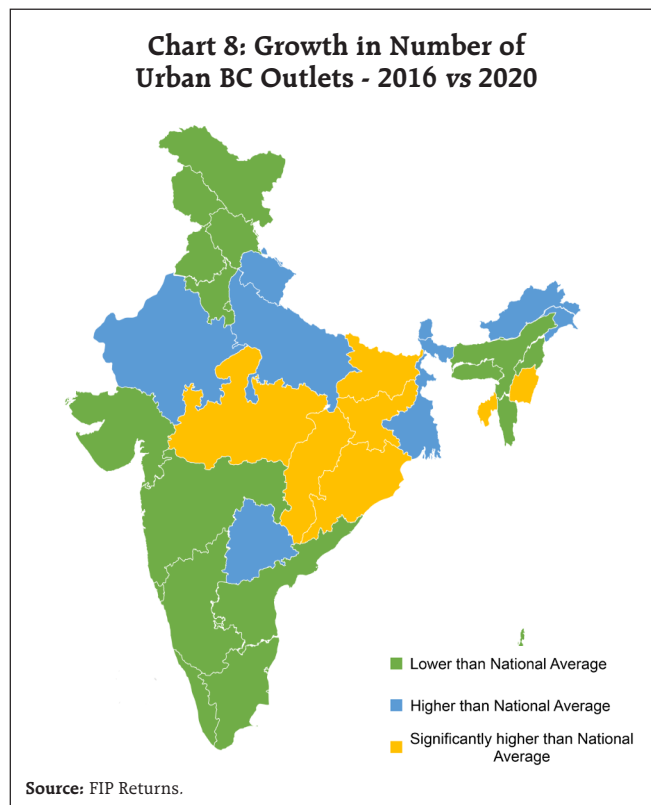 Chart 8: Growth in Number of
Urban BC Outlets - 2016 vs 2020
Lower than National Average
Higher than National Average
Significantly higher than National
Average
Source: FIP Returns.